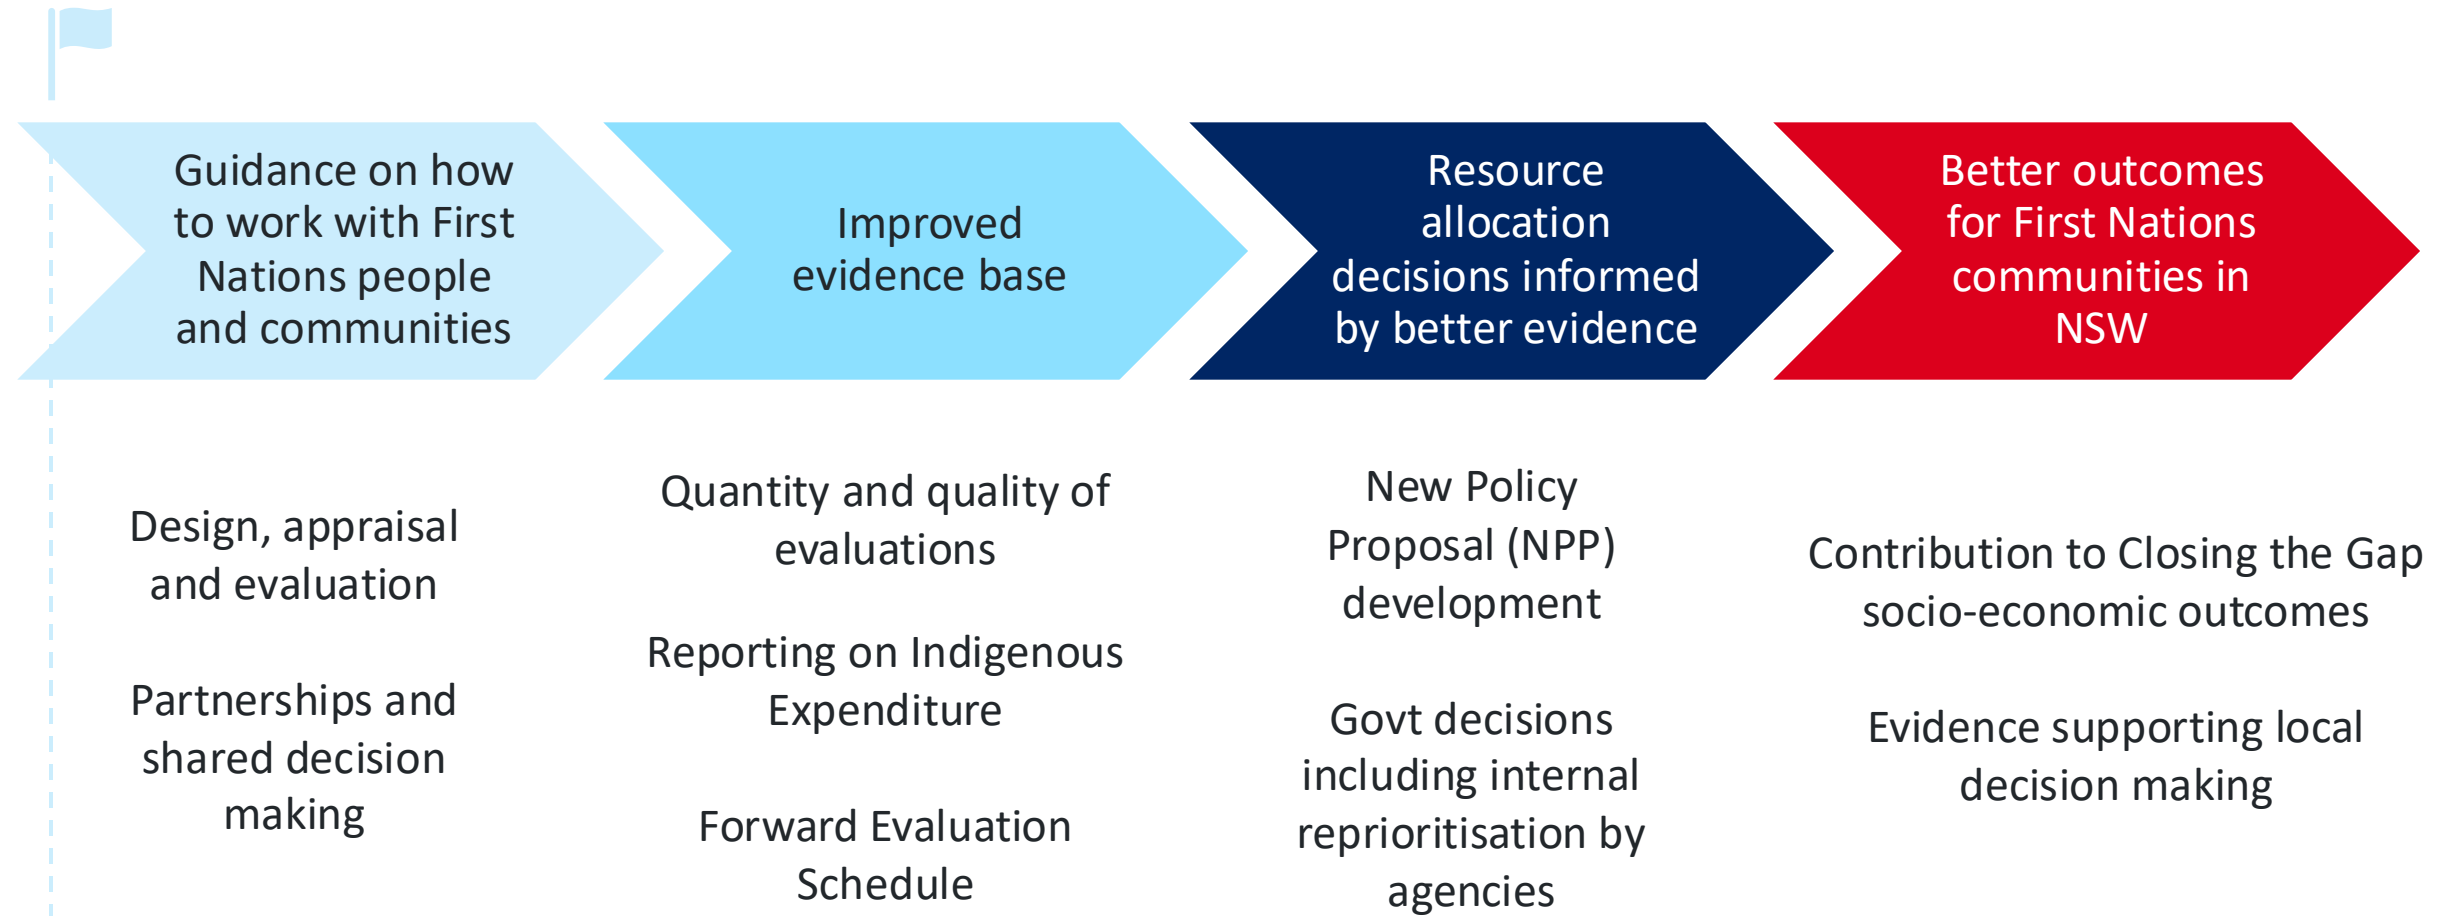 Guidance on how
to work with First
Nations people
and communities
Improved
evidence base
Resource
allocation
decisions informed
by better evidence
Better outcomes
for First Nations
communities in
NSW
Design, appraisal
and evaluation
Partnerships and
shared decision
making
Quantity and quality of
evaluations
Reporting on Indigenous
Expenditure
Forward Evaluation
Schedule
New Policy
Proposal (NPP)
development
Govt decisions
including internal
reprioritisation by
agencies
Contribution to Closing the Gap
socio-economic outcomes
Evidence supporting local
decision making